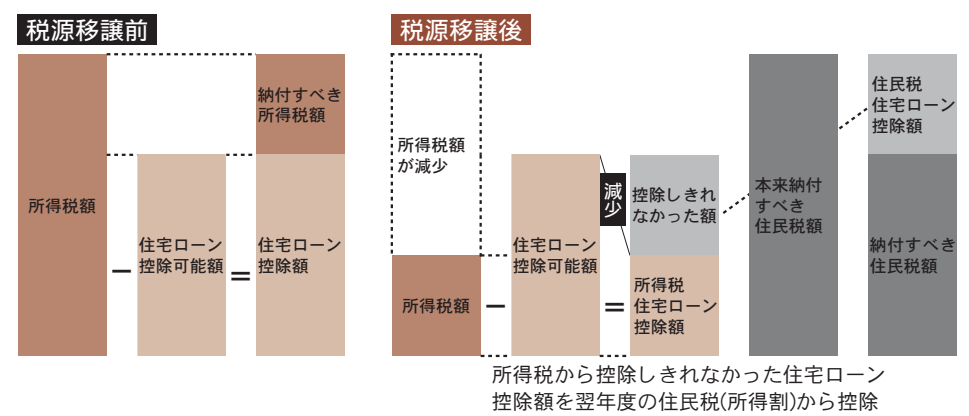 税源移譲前
納付すべき
所得税額
所得税額
住宅ローン
控除可能額
住宅ローン
控除額
－
＝
税源移譲後
所得税額
が減少
所得税額
－
住宅ローン
控除可能額
＝
減少
控除しきれ
なかった額
所得税
住宅ローン
控除額
本来納付
すべき
住民税額
住民税
住宅ローン
控除額
納付すべき
住民税額
所得税から控除しきれなかった住宅ローン
控除額を翌年度の住民税(所得割)から控除